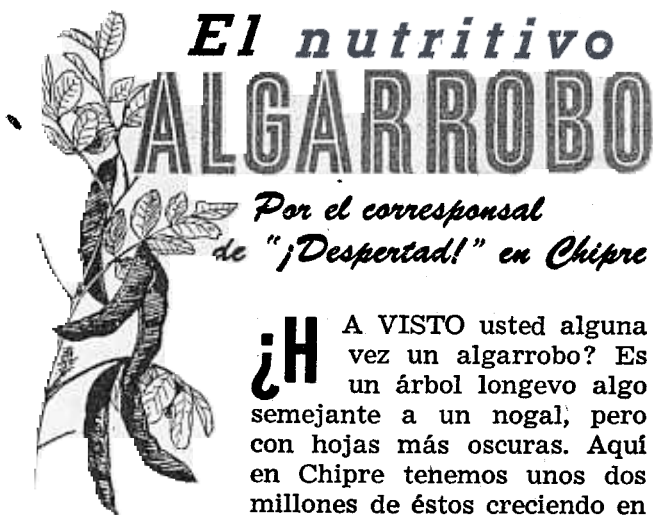 El nutritivo
ALGARROBO
Por el corresponsal
de "¡Despertad!" en Chipre
¿HA VISTO usted alguna
vez un algarrobo? Es
un árbol longevo algo
semejante a un nogal, pero
con hojas más oscuras. Aquí
en Chipre tenemos unos dos
millones de éstos creciendo en